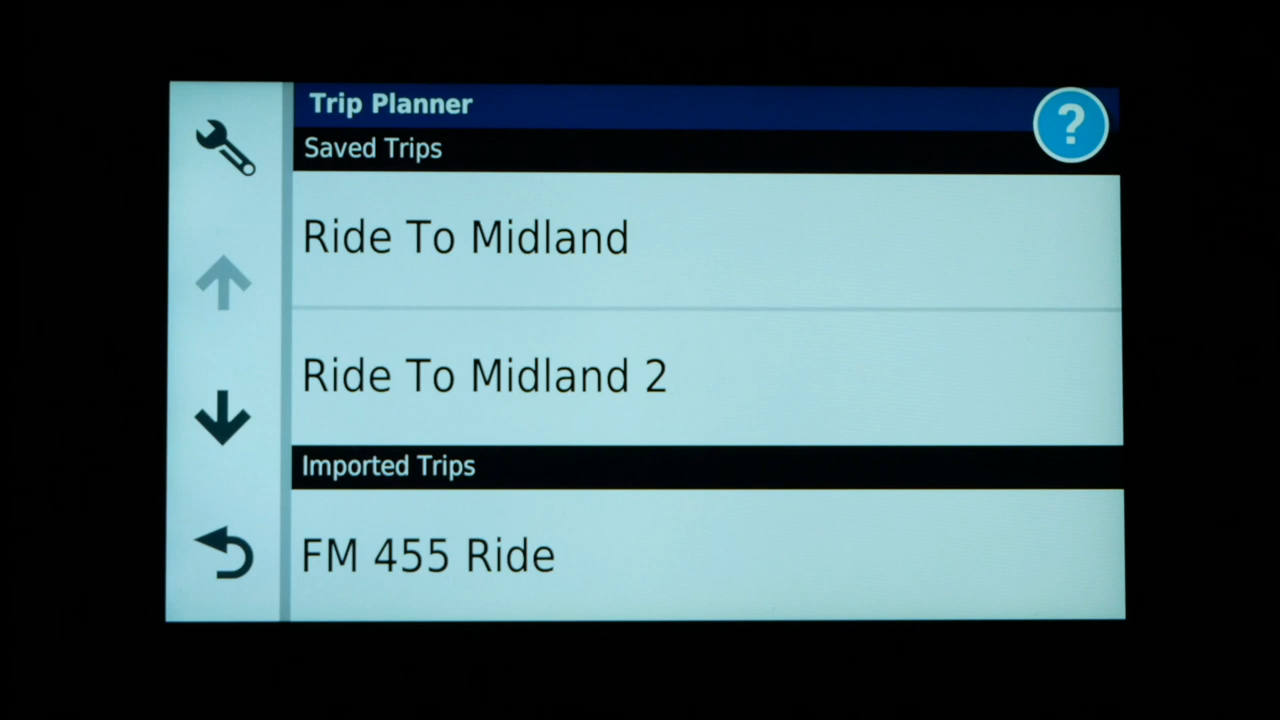 Trip Planner
?
Saved Trips
Ride To Midland
Ride To Midland 2
Imported Trips
FM 455 Ride